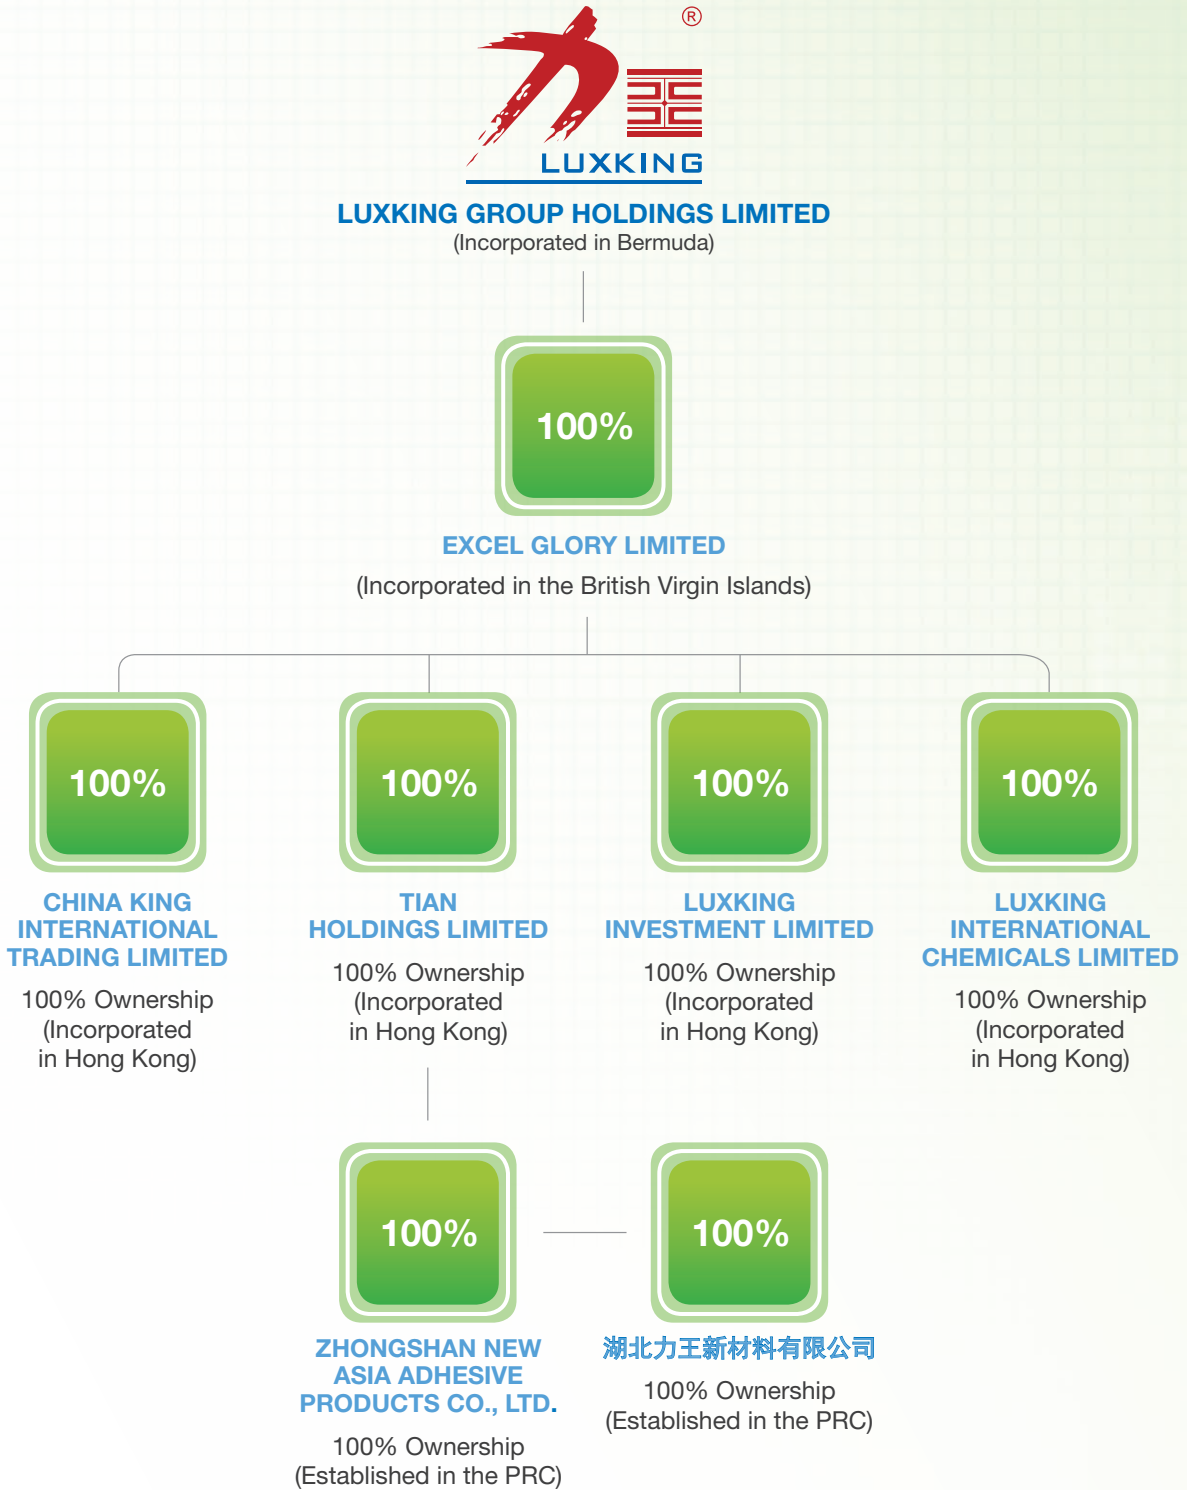 力王
®
LUXKING
LUXKING GROUP HOLDINGS LIMITED
(Incorporated in Bermuda)
100%
EXCEL GLORY LIMITED
(Incorporated in the British Virgin Islands)
100%
100%
100%
100%
CHINA KING
INTERNATIONAL
TRADING LIMITED
100% Ownership
(Incorporated
in Hong Kong)
TIAN
HOLDINGS LIMITED
100% Ownership
(Incorporated
in Hong Kong)
LUXKING
INVESTMENT LIMITED
100% Ownership
(Incorporated
in Hong Kong)
LUXKING
INTERNATIONAL
CHEMICALS LIMITED
100% Ownership
(Incorporated
in Hong Kong)
100%
100%
ZHONGSHAN NEW
ASIA ADHESIVE
PRODUCTS CO., LTD.
100% Ownership
(Established in the PRC)
湖北力王新材料有限公司
100% Ownership
(Established in the PRC)